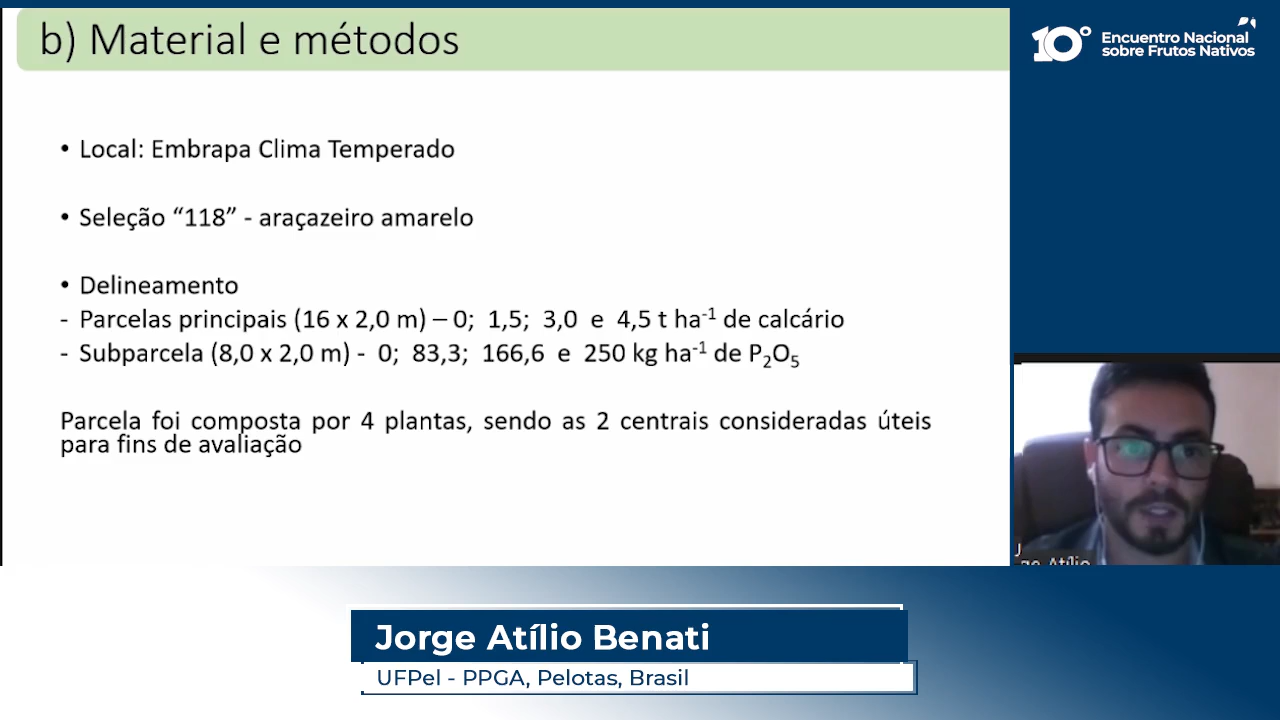 b) Material e métodos
10º Encuentro Nacional
sobre Frutos Nativos
• Local: Embrapa Clima Temperado
• Seleção “118” - araçazeiro amarelo
• Delineamento
- Parcelas principais (16 x 2,0 m) – 0; 1,5; 3,0 e 4,5 t ha⁻¹ de calcário
- Subparcela (8,0 x 2,0 m) - 0; 83,3; 166,6 e 250 kg ha⁻¹ de P₂O₅
Parcela foi composta por 4 plantas, sendo as 2 centrais consideradas úteis
para fins de avaliação
Atílio
Jorge Atílio Benati
UFPel - PPGA, Pelotas, Brasil